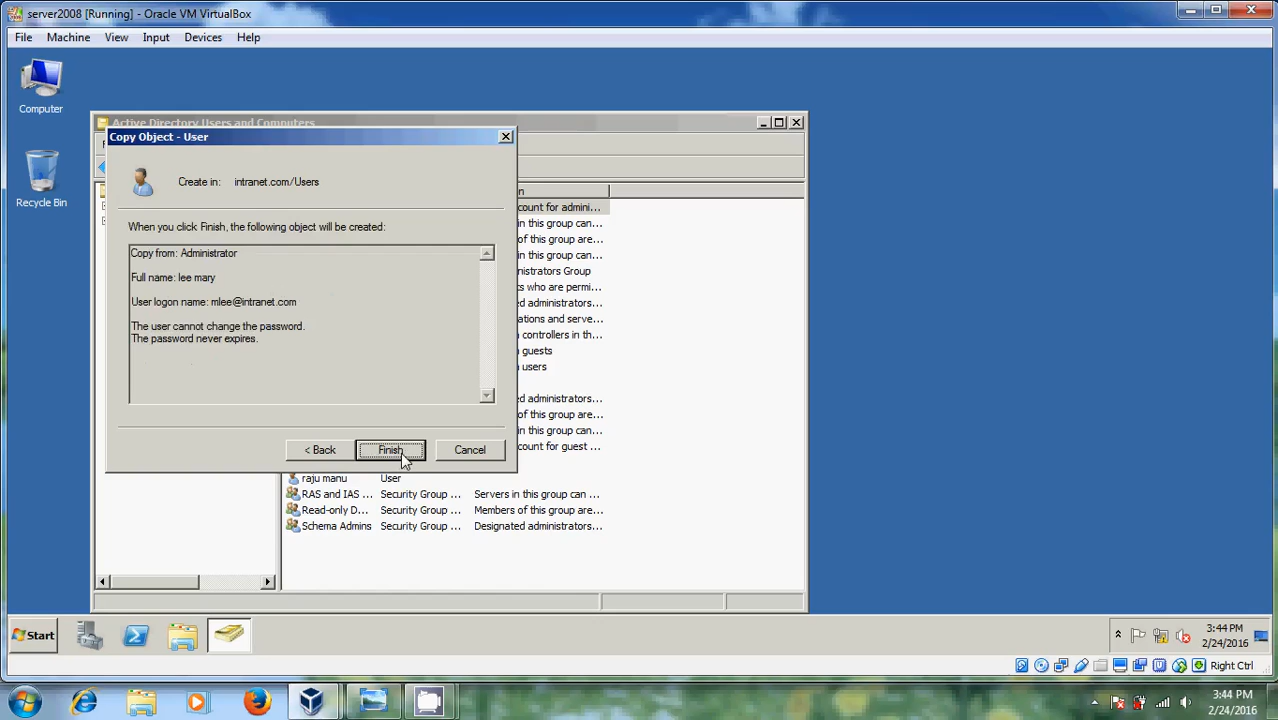 server2008 [Running] - Oracle VM VirtualBox
File Machine View Input Devices Help
Computer
Recycle Bin
Active Directory Users and Computers
Copy Object - User
Create in: intranet.com/Users
When you click Finish, the following object will be created:
Copy from: Administrator
Full name: lee mary
User logon name: mlee@intranet.com
The user cannot change the password.
The password never expires.
< Back Finish Cancel
count for admini...
in this group can...
of this group are...
in this group can...
ministrators Group
s who are permi...
ed administrators...
ations and serve...
controllers in th...
guests
users
ed administrators...
of this group are...
in this group can...
count for guest ...
raju manu User
RAS and IAS ... Security Group ... Servers in this group can ...
Read-only D... Security Group ... Members of this group are...
Schema Admins Security Group ... Designated administrators...
Start
3:44 PM
2/24/2016
Right Ctrl
3:44 PM
2/24/2016